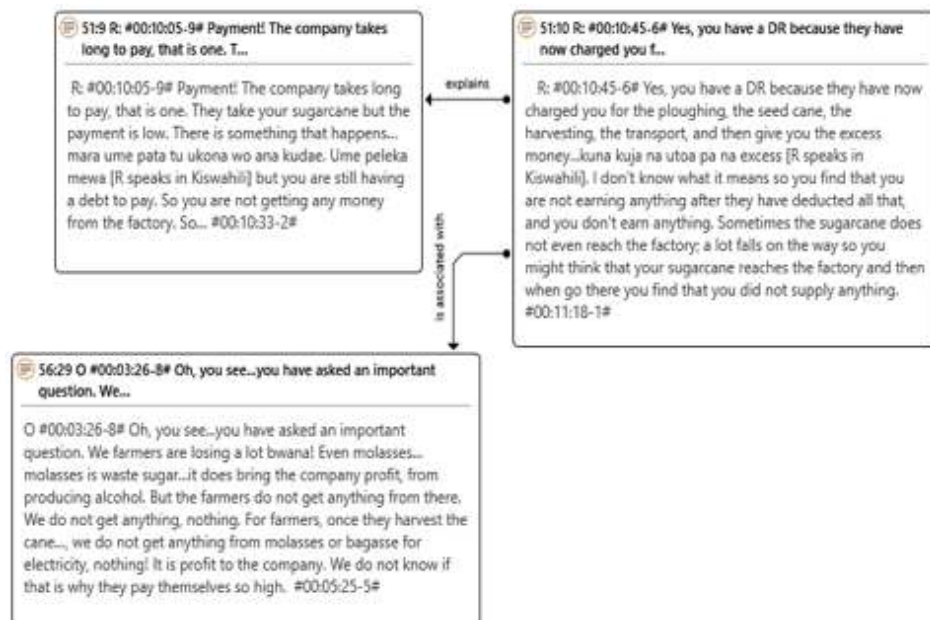 51:9 R: #00:10:05-9# Payment! The company takes
long to pay, that is one. T...
R: #00:10:05-9# Payment! The company takes long
to pay, that is one. They take your sugarcane but the
payment is low. There is something that happens...
mara ume pata tu ukona wo ana kudae. Ume peleka
mewa [R speaks in Kiswahili] but you are still having
a debt to pay. So you are not getting any money
from the factory. So... #00:10:33-2#
explains
51:10 R: #00:10:45-6# Yes, you have a DR because they have
now charged you f...
R: #00:10:45-6# Yes, you have a DR because they have now
charged you for the ploughing, the seed cane, the
harvesting, the transport, and then give you the excess
money...kuna kuja na utoa pa na excess [R speaks in
Kiswahili]. I don't know what it means so you find that you
are not earning anything after they have deducted all that,
and you don't earn anything. Sometimes the sugarcane does
not even reach the factory; a lot falls on the way so you
might think that your sugarcane reaches the factory and then
when go there you find that you did not supply anything.
#00:11:18-1#
is associated with
56:29 O #00:03:26-8# Oh, you see...you have asked an important
question. We...
O #00:03:26-8# Oh, you see...you have asked an important
question. We farmers are losing a lot bwana! Even molasses...
molasses is waste sugar...it does bring the company profit, from
producing alcohol. But the farmers do not get anything from there.
We do not get anything, nothing. For farmers, once they harvest the
cane..., we do not get anything from molasses or bagasse for
electricity, nothing! It is profit to the company. We do not know if
that is why they pay themselves so high. #00:05:25-5#